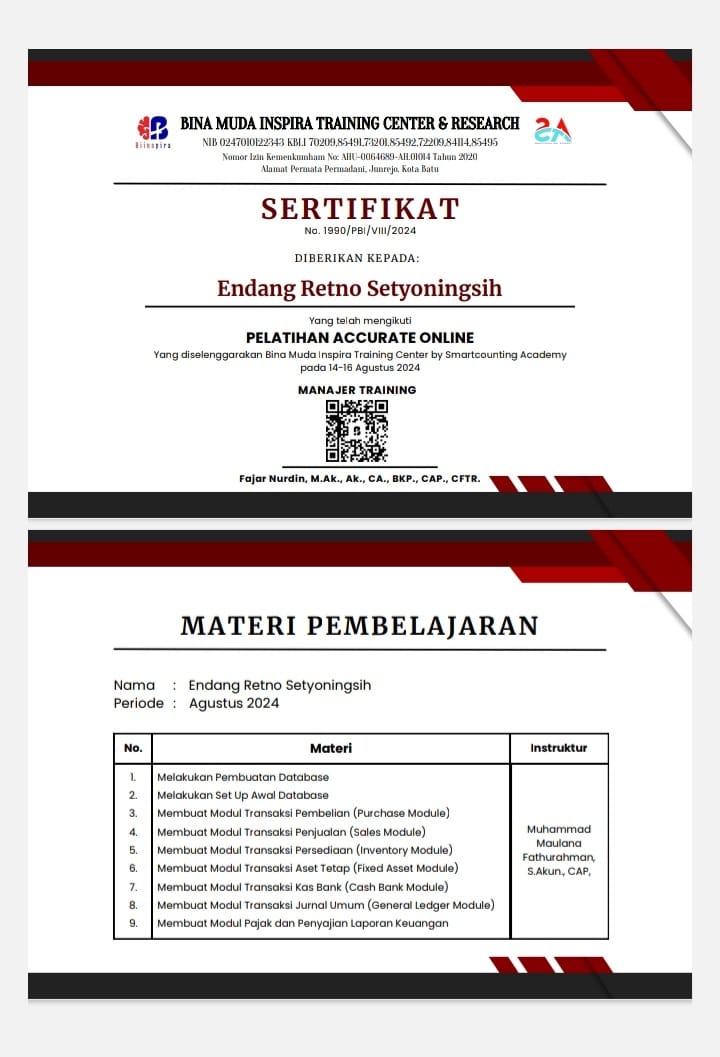 Biinspira
BINA MUDA INSPIRA TRAINING CENTER & RESEARCH
NIB 0247010122343 KBLI 70209,85491,73201,85492,72209,84114,85495
Nomor Izin Kemenkumham No: AHU-0064689-AH.01014 Tahun 2020
Alamat Permata Permadani, Junrejo, Kota Batu
SERTIFIKAT
No. 1990/PBI/VIII/2024
DIBERIKAN KEPADA:
Endang Retno Setyoningsih
Yang telah mengikuti
PELATIHAN ACCURATE ONLINE
Yang diselenggarakan Bina Muda Inspira Training Center by Smartcounting Academy
pada 14-16 Agustus 2024
MANAJER TRAINING
Fajar Nurdin, M.Ak., Ak., CA., BKP., CAP., CFTR.
MATERI PEMBELAJARAN
Nama : Endang Retno Setyoningsih
Periode : Agustus 2024
No. Materi Instruktur
1. Melakukan Pembuatan Database
2. Melakukan Set Up Awal Database
3. Membuat Modul Transaksi Pembelian (Purchase Module)
4. Membuat Modul Transaksi Penjualan (Sales Module)
5. Membuat Modul Transaksi Persediaan (Inventory Module)
6. Membuat Modul Transaksi Aset Tetap (Fixed Asset Module)
7. Membuat Modul Transaksi Kas Bank (Cash Bank Module)
8. Membuat Modul Transaksi Jurnal Umum (General Ledger Module)
9. Membuat Modul Pajak dan Penyajian Laporan Keuangan
Muhammad
Maulana
Fathurahman,
S.Akun., CAP,